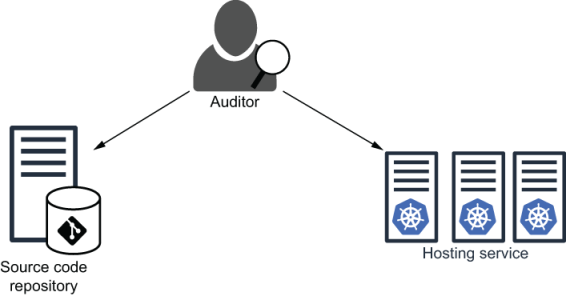 Auditor
Source code
repository
Hosting service